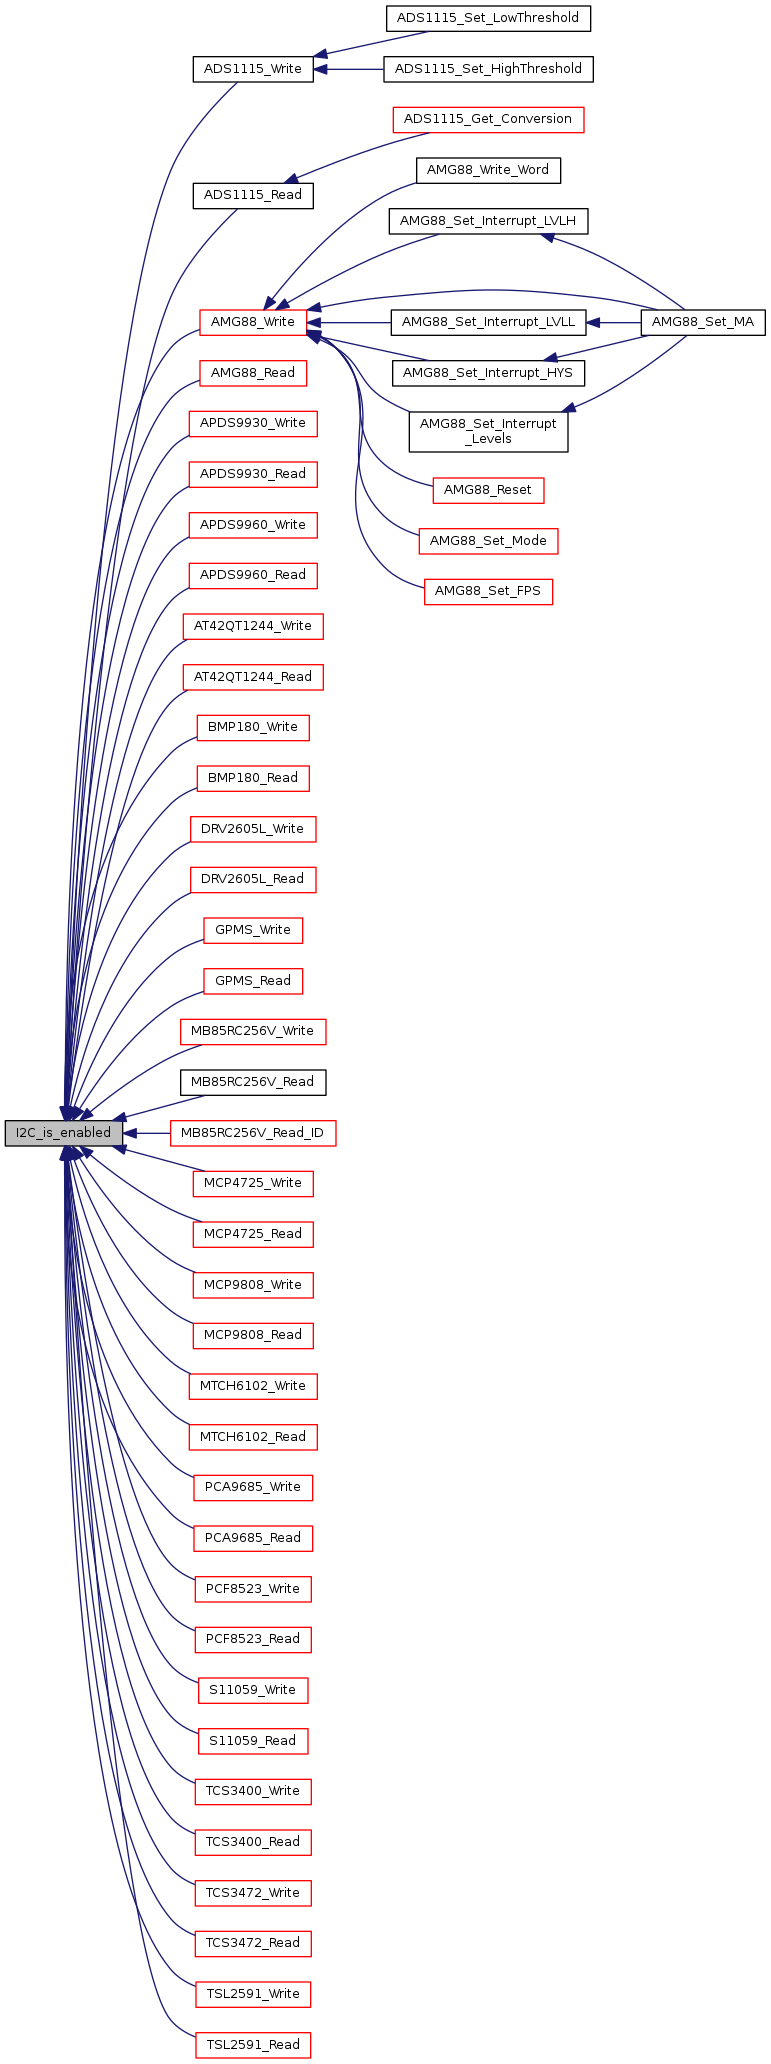 ADS1115_Set_LowThreshold
ADS1115_Write
ADS1115_Set_HighThreshold
ADS1115_Get_Conversion
AMG88_Write_Word
ADS1115_Read
AMG88_Set_Interrupt_LVLH
AMG88_Write
AMG88_Set_Interrupt_LVLL
AMG88_Set_MA
AMG88_Read
AMG88_Set_Interrupt_HYS
APDS9930_Write
AMG88_Set_Interrupt
_Levels
APDS9930_Read
AMG88_Reset
APDS9960_Write
AMG88_Set_Mode
APDS9960_Read
AMG88_Set_FPS
AT42QT1244_Write
AT42QT1244_Read
BMP180_Write
BMP180_Read
DRV2605L_Write
DRV2605L_Read
GPMS_Write
GPMS_Read
MB85RC256V_Write
MB85RC256V_Read
I2C_is_enabled
MB85RC256V_Read_ID
MCP4725_Write
MCP4725_Read
MCP9808_Write
MCP9808_Read
MTCH6102_Write
MTCH6102_Read
PCA9685_Write
PCA9685_Read
PCF8523_Write
PCF8523_Read
S11059_Write
S11059_Read
TCS3400_Write
TCS3400_Read
TCS3472_Write
TCS3472_Read
TSL2591_Write
TSL2591_Read